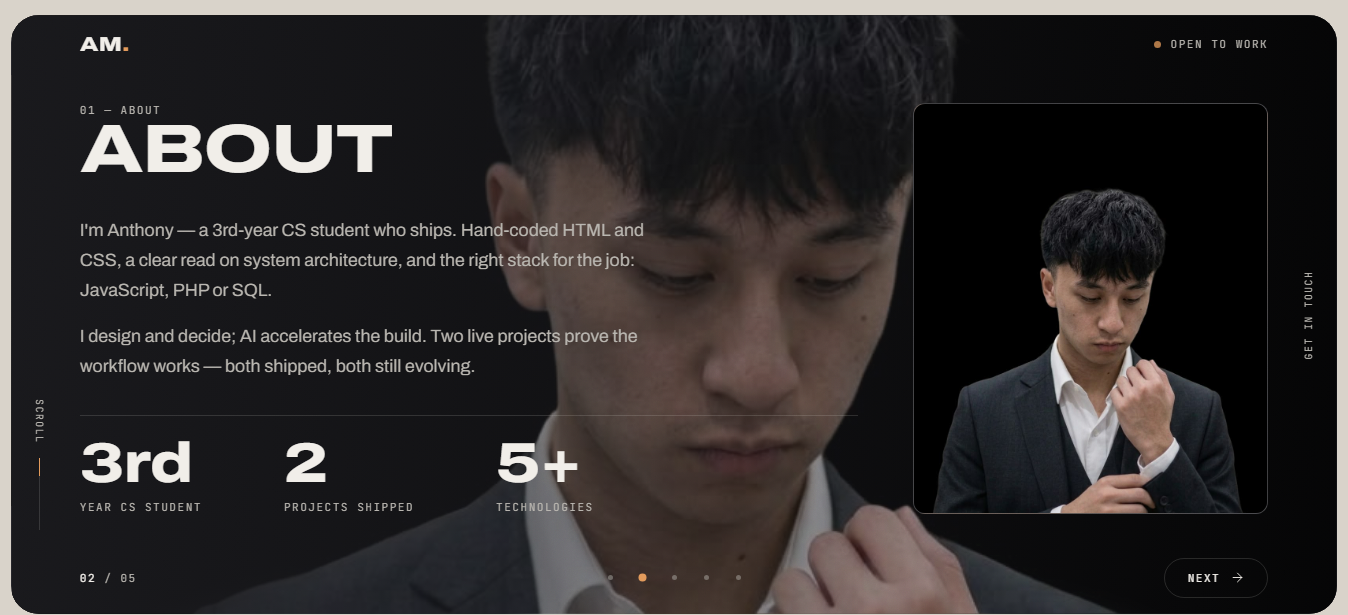 AM.
OPEN TO WORK
01 — ABOUT
ABOUT
I'm Anthony — a 3rd-year CS student who ships. Hand-coded HTML and
CSS, a clear read on system architecture, and the right stack for the job:
JavaScript, PHP or SQL.
I design and decide; AI accelerates the build. Two live projects prove the
workflow works — both shipped, both still evolving.
3rd
YEAR CS STUDENT
2
PROJECTS SHIPPED
5+
TECHNOLOGIES
SCROLL
GET IN TOUCH
02 / 05
NEXT →